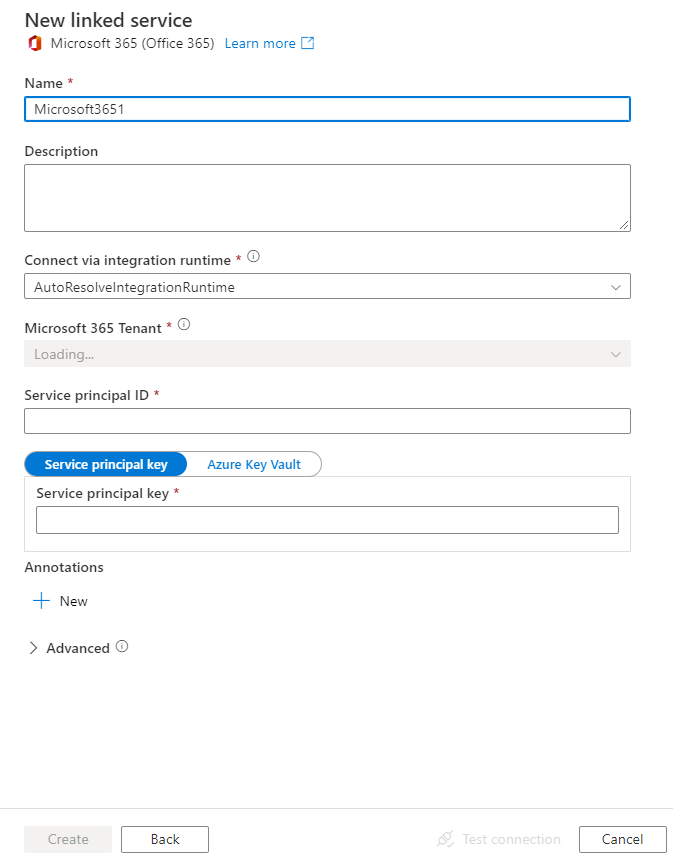 New linked service
Microsoft 365 (Office 365) Learn more
Name *
Microsoft3651
Description
Connect via integration runtime *
AutoResolveIntegrationRuntime
Microsoft 365 Tenant *
Loading...
Service principal ID *
Service principal key Azure Key Vault
Service principal key *
Annotations
New
Advanced
Create Back Test connection Cancel